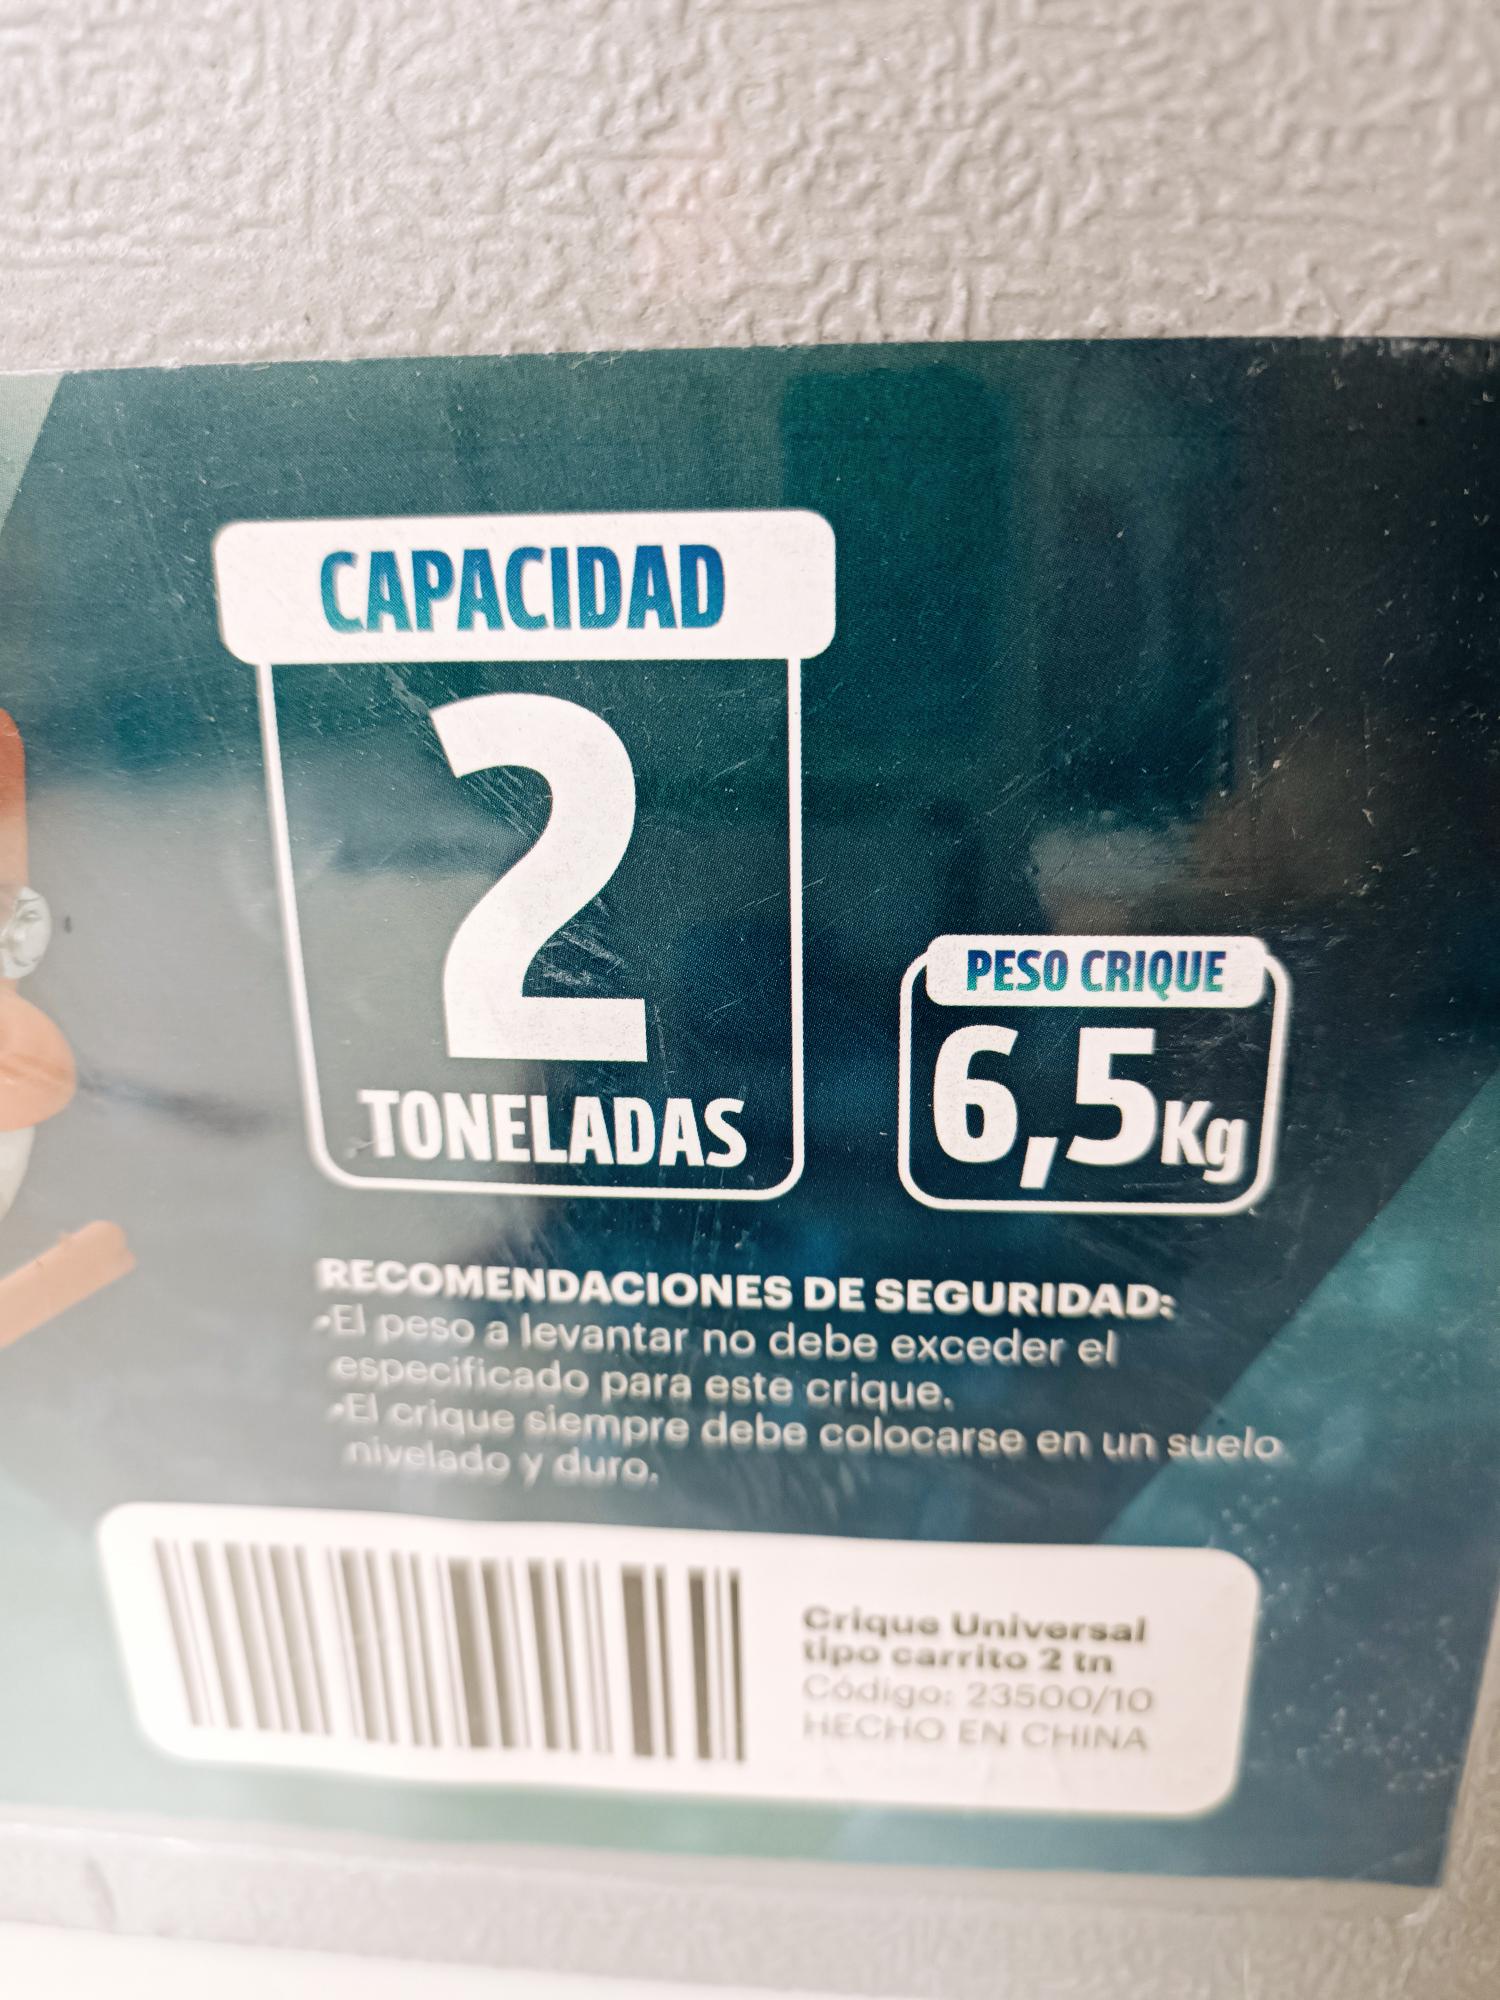 CAPACIDAD
2
TONELADAS
PESO CRIQUE
6,5Kg
RECOMENDACIONES DE SEGURIDAD:
•El peso a levantar no debe exceder el
especificado para este crique.
•El crique siempre debe colocarse en un suelo
nivelado y duro.
Crique Universal
tipo carrito 2 tn
Código: 23500/10
HECHO EN CHINA